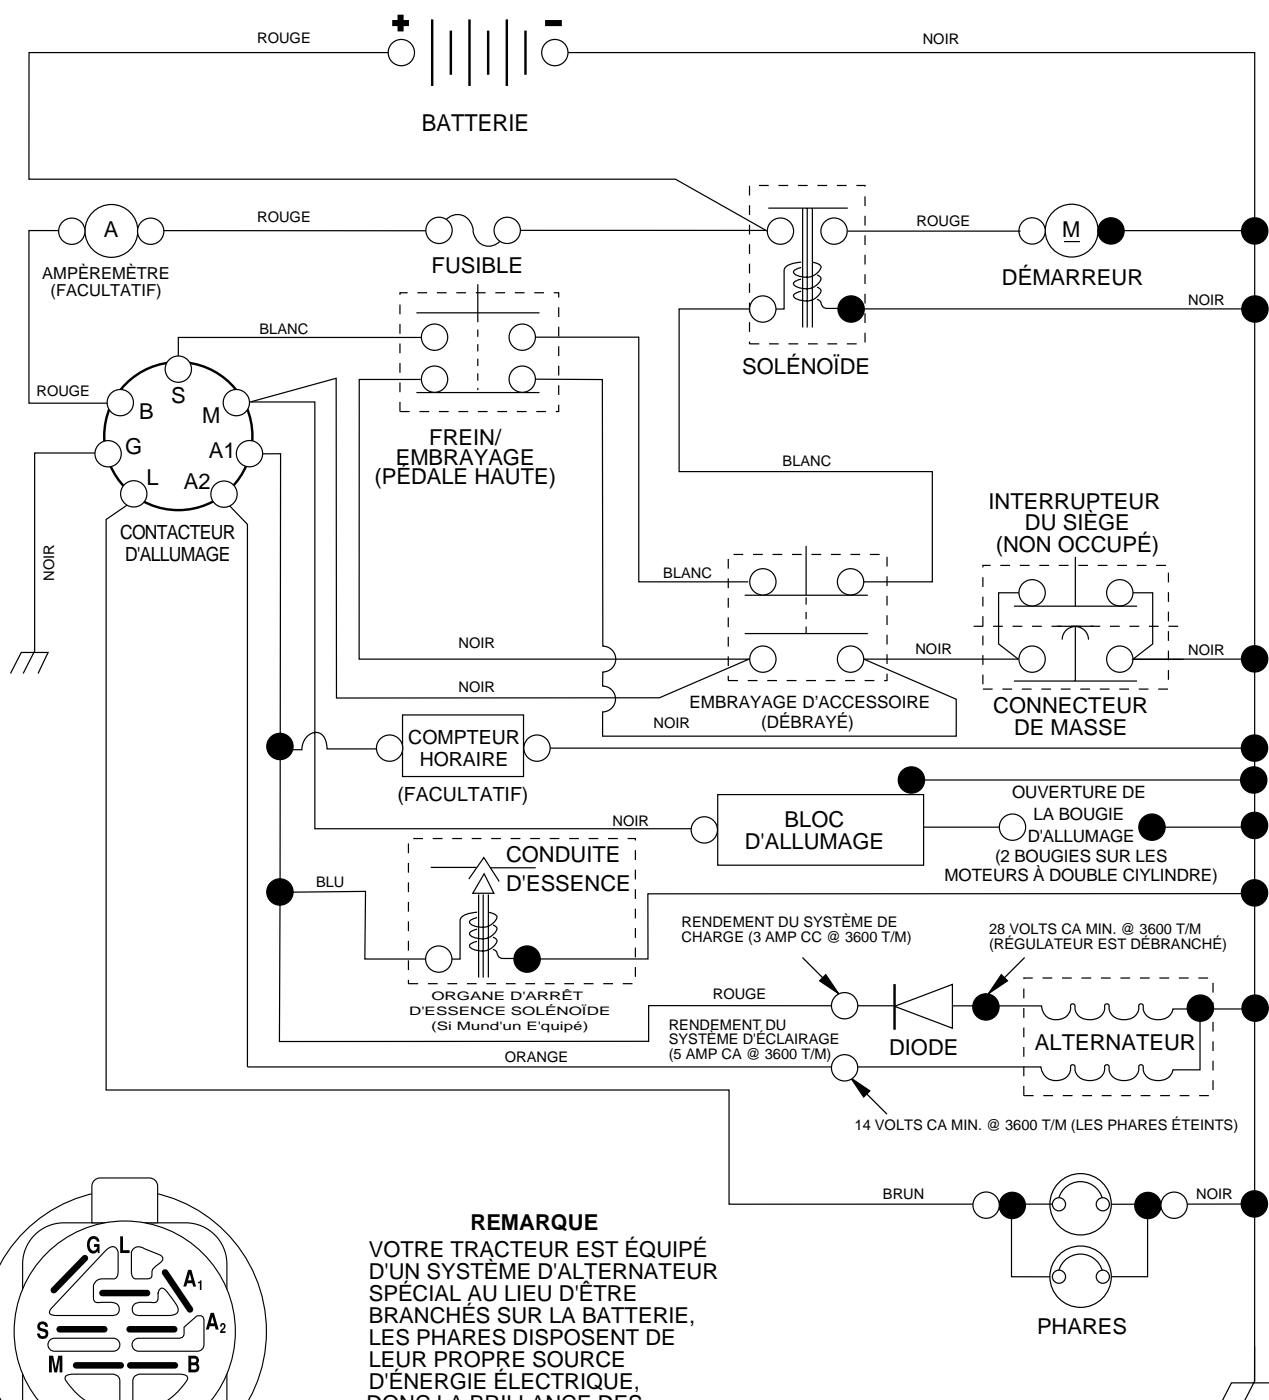 + -
ROUGE
NOIR
BATTERIE
A
ROUGE
ROUGE
M
AMPÈREMÈTRE
(FACULTATIF)
FUSIBLE
DÉMARREUR
NOIR
BLANC
SOLÉNOÏDE
ROUGE
S
B
M
G
A1
L
A2
FREIN/
EMBRAYAGE
(PÉDALE HAUTE)
BLANC
CONTACTEUR
D'ALLUMAGE
NOIR
INTERRUPTEUR
DU SIÈGE
(NON OCCUPÉ)
BLANC
NOIR
NOIR
NOIR
NOIR
EMBRAYAGE D'ACCESSOIRE
(DÉBRAYÉ)
NOIR
CONNECTEUR
DE MASSE
COMPTEUR
HORAIRE
(FACULTATIF)
NOIR
BLOC
D'ALLUMAGE
OUVERTURE DE
LA BOUGIE
D'ALLUMAGE
(2 BOUGIES SUR LES
MOTEURS À DOUBLE CIYLINDRE)
CONDUITE
D'ESSENCE
BLU
ORGANE D'ARRÊT
D'ESSENCE SOLÉNOÏDE
(Si Mund'un E'quipé)
RENDEMENT DU SYSTÈME DE
CHARGE (3 AMP CC @ 3600 T/M)
28 VOLTS CA MIN. @ 3600 T/M
(RÉGULATEUR EST DÉBRANCHÉ)
ROUGE
RENDEMENT DU
SYSTÈME D'ÉCLAIRAGE
(5 AMP CA @ 3600 T/M)
DIODE
ALTERNATEUR
ORANGE
14 VOLTS CA MIN. @ 3600 T/M (LES PHARES ÉTEINTS)
BRUN
NOIR
PHARES
G L
A1
S
A2
M
B
REMARQUE
VOTRE TRACTEUR EST ÉQUIPÉ
D'UN SYSTÈME D'ALTERNATEUR
SPÉCIAL AU LIEU D'ÊTRE
BRANCHÉS SUR LA BATTERIE,
LES PHARES DISPOSENT DE
LEUR PROPRE SOURCE
D'ÉNERGIE ÉLECTRIQUE,
DONC LA BRILLANCE DES